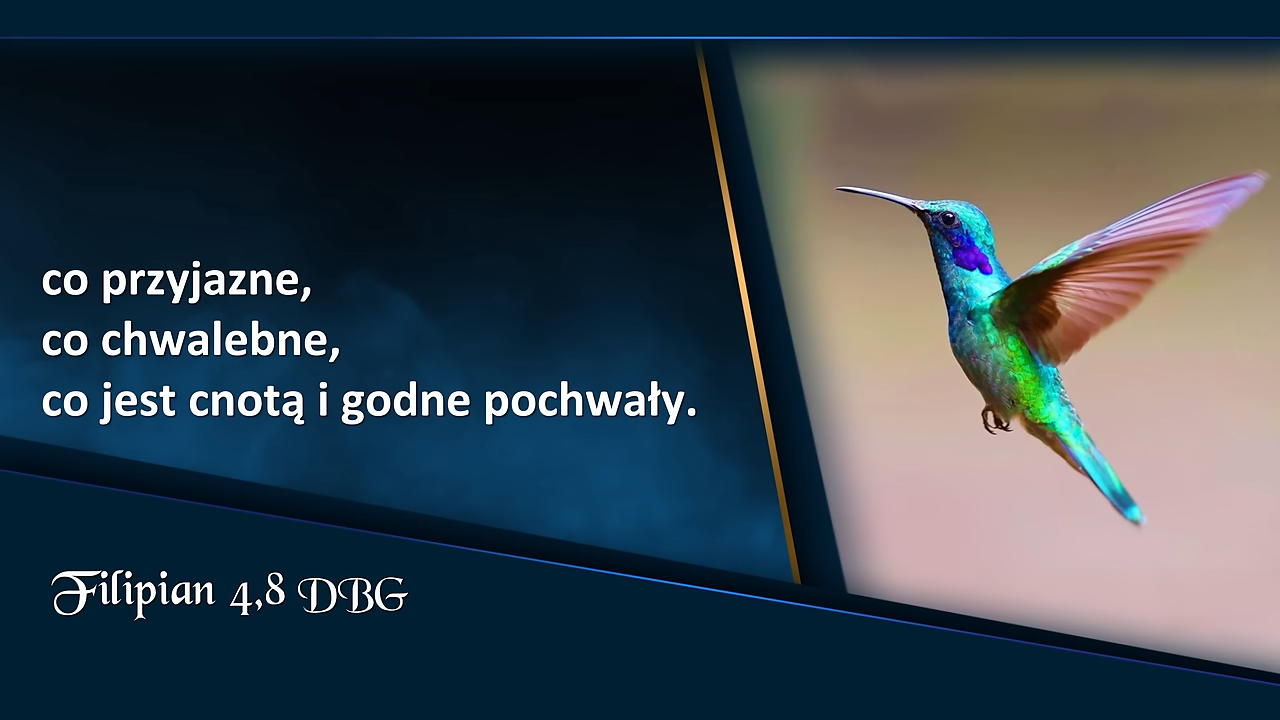 co przyjazne,
co chwalebne,
co jest cnotą i godne pochwały.
Filipian 4,8 DBG